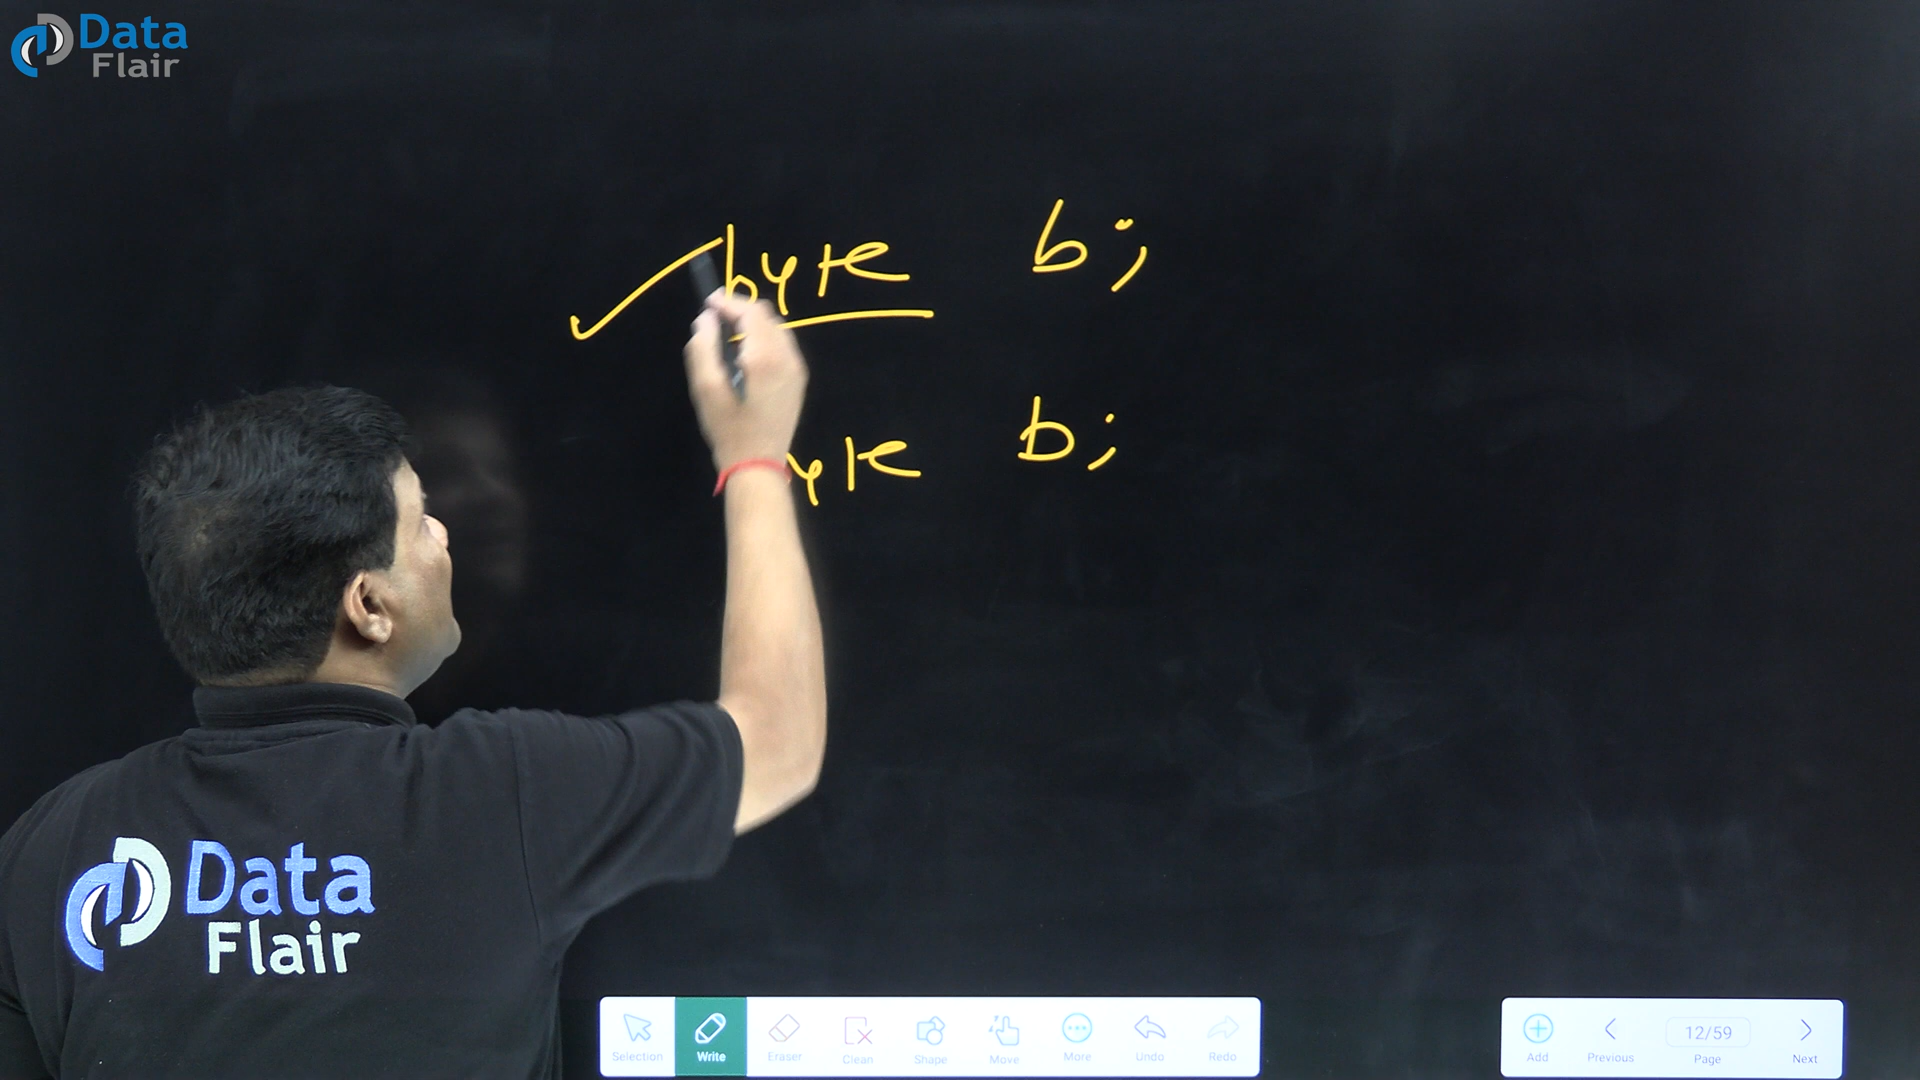 Data
Flair
byte b;
b;
Data
Flair
Selection Write Eraser Clean Shape Move More Undo Redo
Add Previous 12/59 Page Next